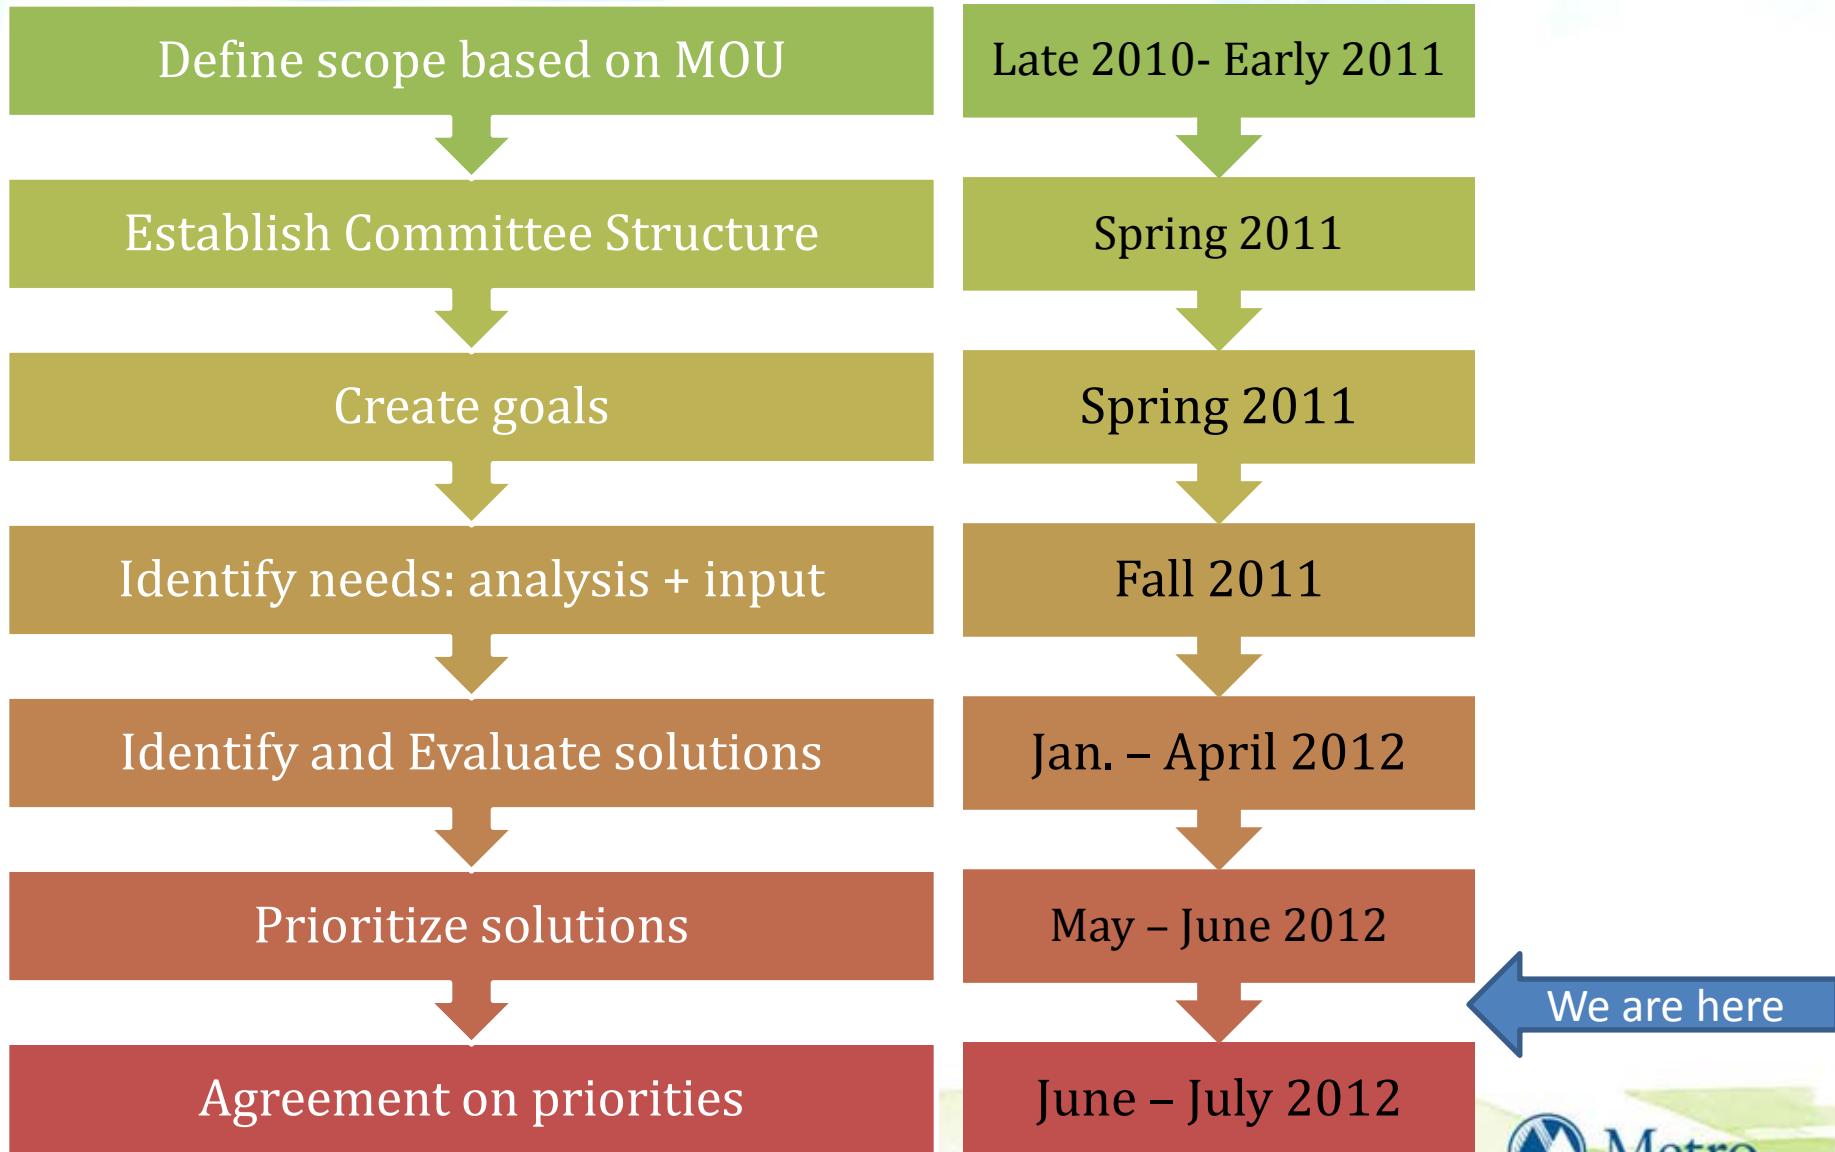 Define scope based on MOU
Late 2010- Early 2011
Establish Committee Structure
Spring 2011
Create goals
Spring 2011
Identify needs: analysis + input
Fall 2011
Identify and Evaluate solutions
Jan. – April 2012
Prioritize solutions
May – June 2012
We are here
Agreement on priorities
June – July 2012
Metro